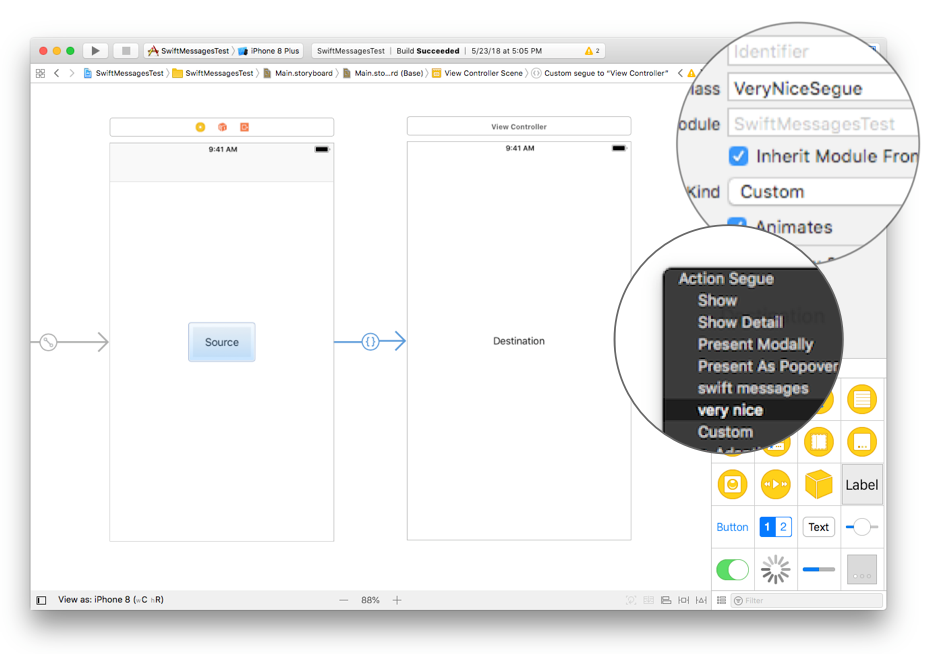 SwiftMessagesTest
iPhone 8 Plus
SwiftMessagesTest | Build Succeeded | 5/23/18 at 5:05 PM
2
SwiftMessagesTest
SwiftMessagesTest
Main.storyboard
Main.sto...rd (Base)
View Controller Scene
Custom segue to "View Controller"
Identifier
lass
VeryNiceSegue
odule
SwiftMessagesTest
Inherit Module Fron
Kind
Custom
Animates
View Controller
9:41 AM
9:41 AM
Source
{}
Destination
Action Segue
Show
Show Detail
Present Modally
Present As Popover
swift messages
very nice
Custom
Label
Button
1 2
Text
View as: iPhone 8 (wC hR)
— 88% +
Filter